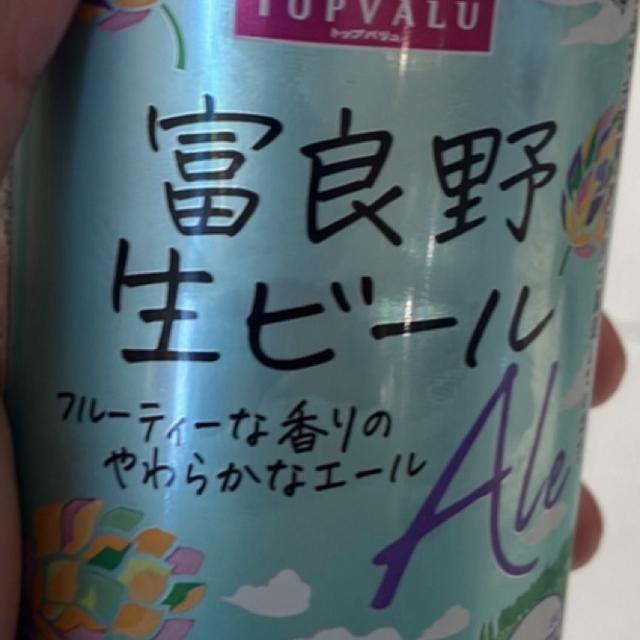 TOPVALU
トップバリュ
富良野
生ビール
フルーティーな香りの
やわらかなエール
Ale